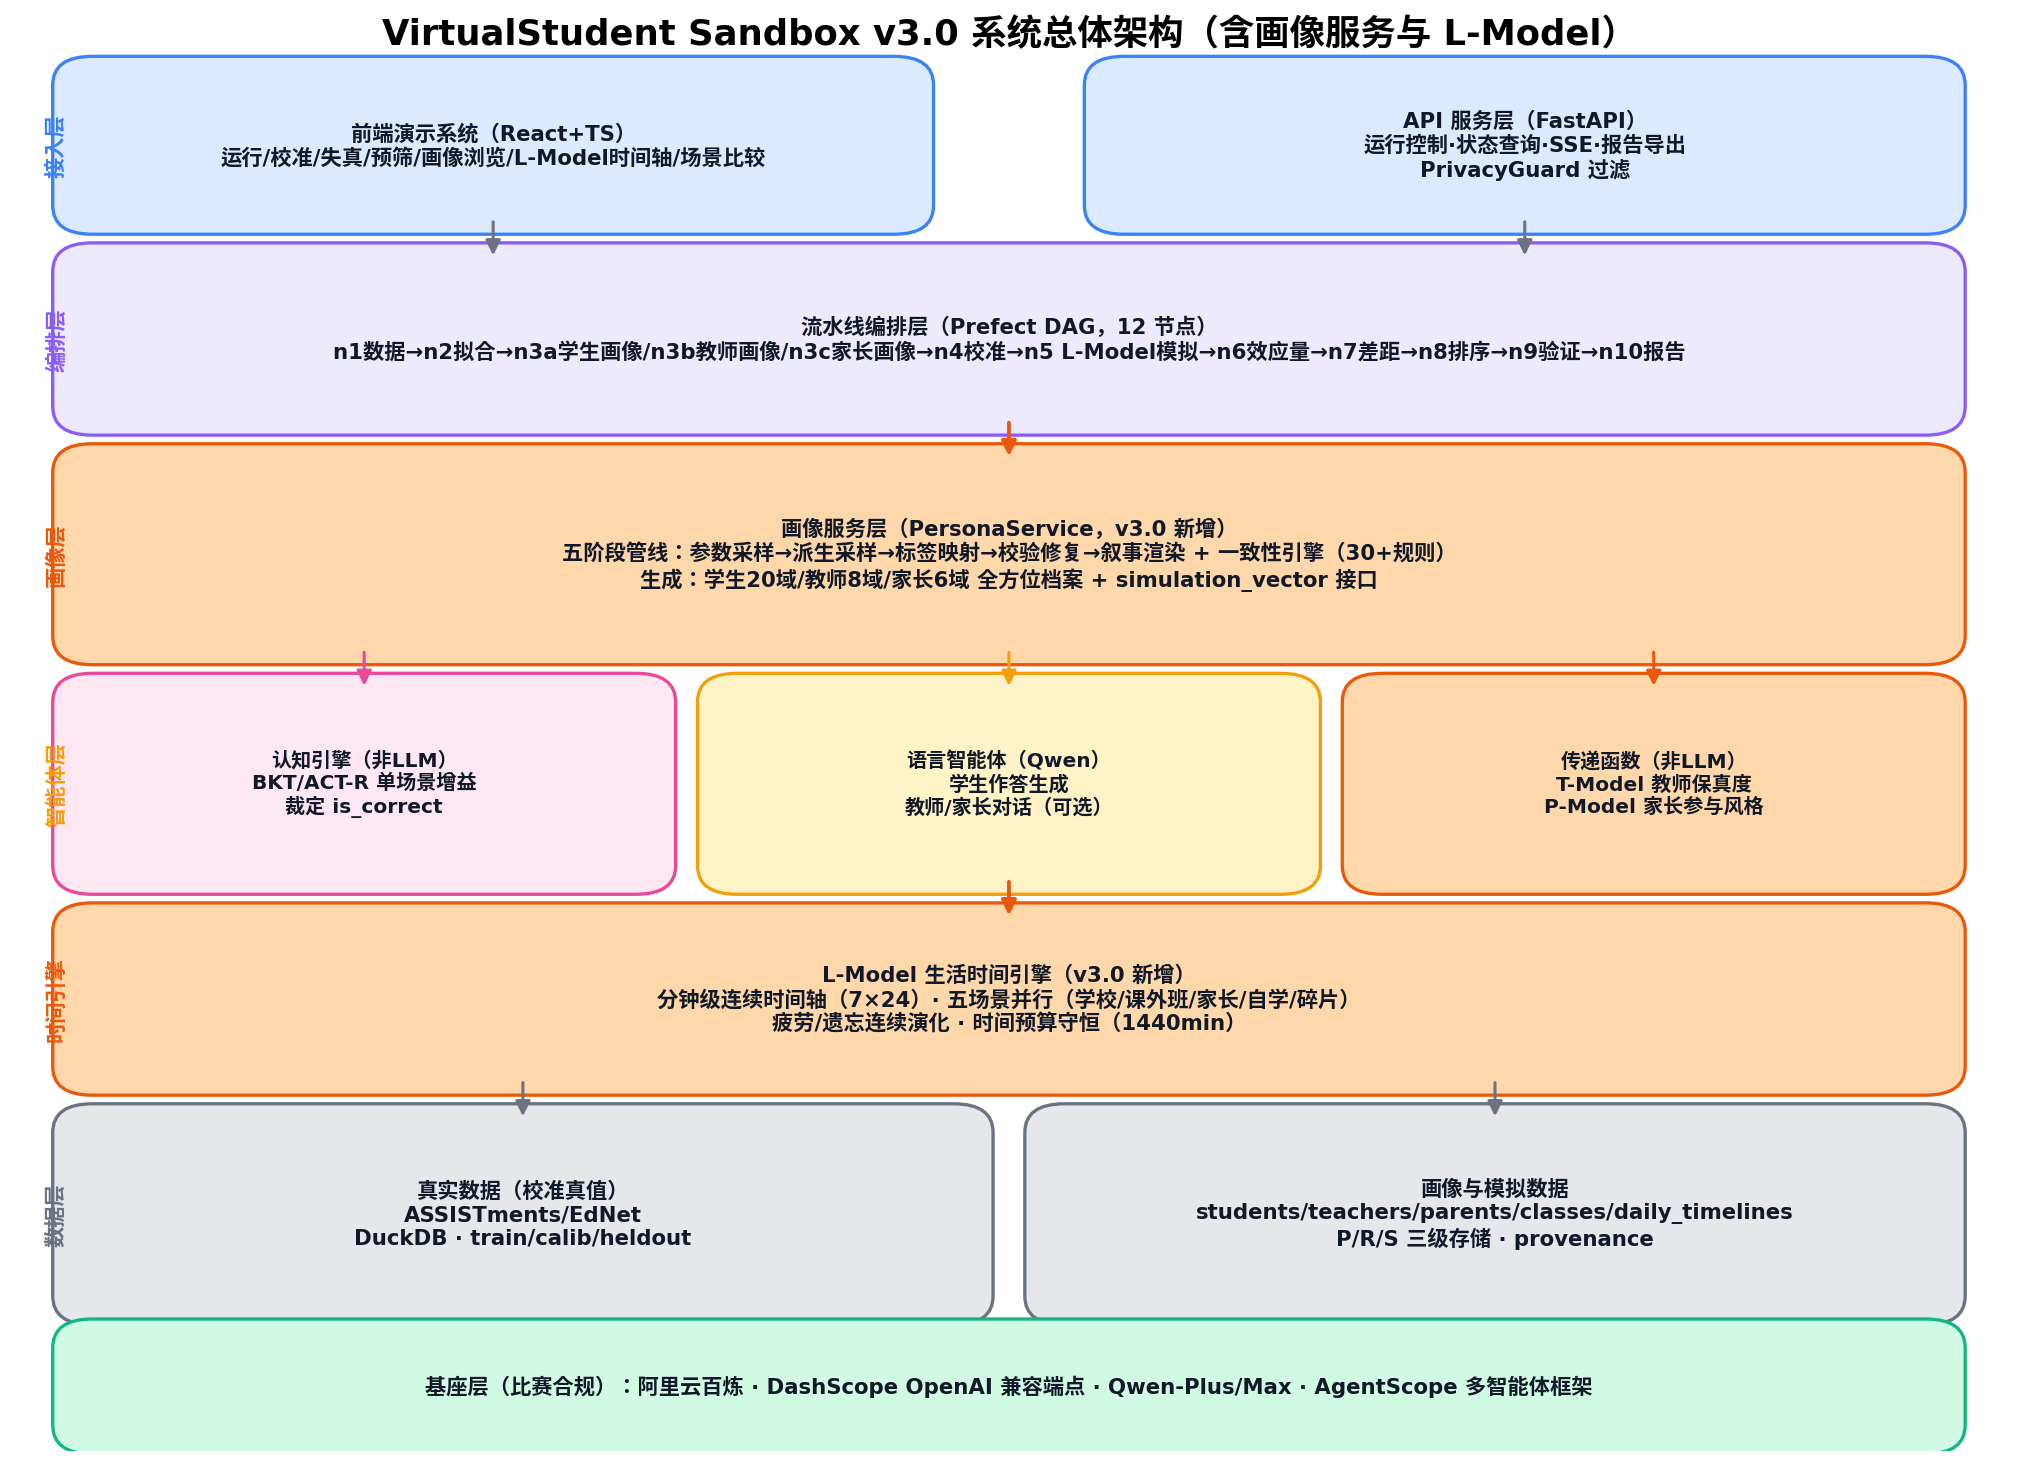 VirtualStudent Sandbox v3.0 系统总体架构（含画像服务与 L-Model）
接入层
前端演示系统（React+TS）
运行/校准/失真/预筛/画像浏览/L-Model时间轴/场景比较
API 服务层（FastAPI）
运行控制·状态查询·SSE·报告导出
PrivacyGuard 过滤
编排层
流水线编排层（Prefect DAG，12 节点）
n1数据→n2拟合→n3a学生画像/n3b教师画像/n3c家长画像→n4校准→n5 L-Model模拟→n6效应量→n7差距→n8排序→n9验证→n10报告
画像层
画像服务层（PersonaService，v3.0 新增）
五阶段管线：参数采样→派生采样→标签映射→校验修复→叙事渲染 + 一致性引擎（30+规则）
生成：学生20域/教师8域/家长6域 全方位档案 + simulation_vector 接口
智能体层
认知引擎（非LLM）
BKT/ACT-R 单场景增益
裁定 is_correct
语言智能体（Qwen）
学生作答生成
教师/家长对话（可选）
传递函数（非LLM）
T-Model 教师保真度
P-Model 家长参与风格
时间引擎
L-Model 生活时间引擎（v3.0 新增）
分钟级连续时间轴（7×24）· 五场景并行（学校/课外班/家长/自学/碎片）
疲劳/遗忘连续演化 · 时间预算守恒（1440min）
数据层
真实数据（校准真值）
ASSISTments/EdNet
DuckDB · train/calib/heldout
画像与模拟数据
students/teachers/parents/classes/daily_timelines
P/R/S 三级存储 · provenance
基座层（比赛合规）：阿里云百炼 · DashScope OpenAI 兼容端点 · Qwen-Plus/Max · AgentScope 多智能体框架